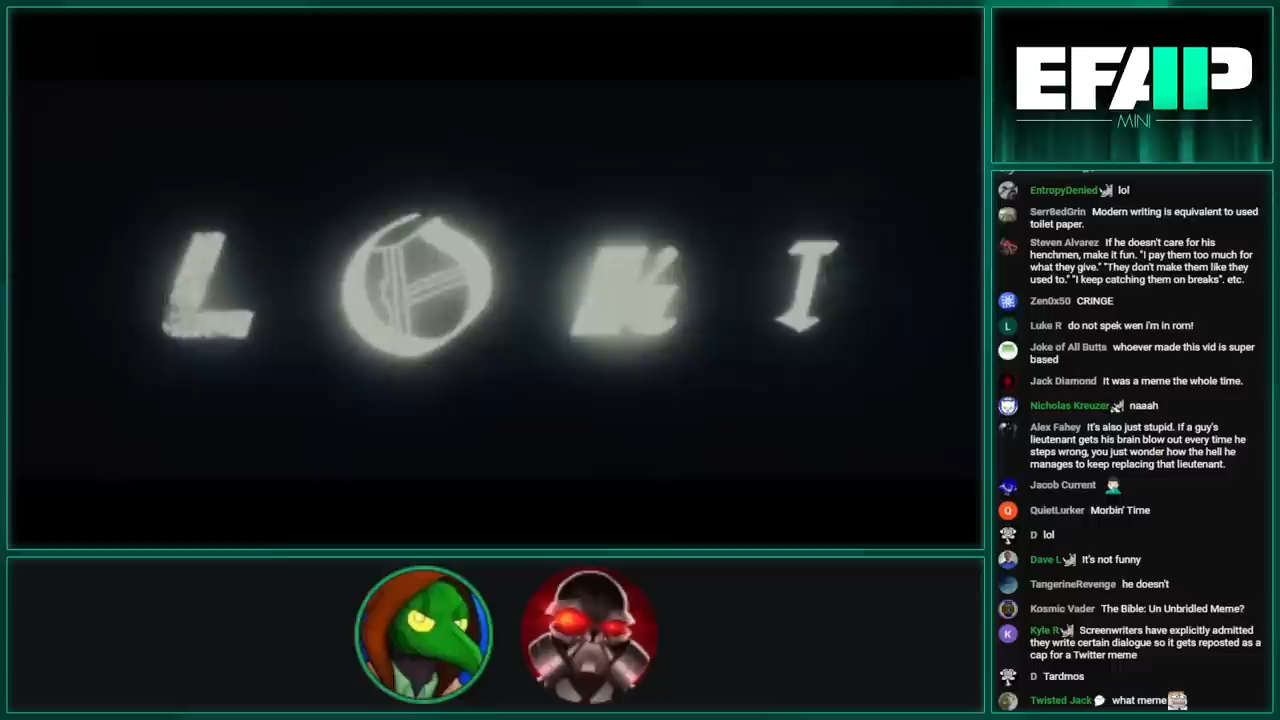 LOKI
EFAP
MINI
EntropyDenied lol
SerrBedGrin Modern writing is equivalent to used
toilet paper.
Steven Alvarez If he doesn't care for his
henchmen, make it fun. "I pay them too much for
what they give." "They don't make them like they
used to." "I keep catching them on breaks". etc.
Zen0x50 CRINGE
L
Luke R do not spek wen i'm in rorn!
Joke of All Butts whoever made this vid is super
based
Jack Diamond It was a meme the whole time.
Nicholas Kreuzer naaah
Alex Fahey It's also just stupid. If a guy's
lieutenant gets his brain blow out every time he
steps wrong, you just wonder how the hell he
manages to keep replacing that lieutenant.
Jacob Current
Q
QuietLurker Morbin' Time
D lol
Dave L It's not funny
TangerineRevenge he doesn't
Kosmic Vader The Bible: Un Unbridled Meme?
K
Kyle R Screenwriters have explicitly admitted
they write certain dialogue so it gets reposted as a
cap for a Twitter meme
D Tardmos
Twisted Jack what meme